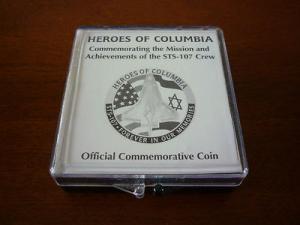 HEROES OF COLUMBIA
Commemorating the Mission and
Achievements of the STS-107 Crew
HEROES OF COLUMBIA
STS-107 • FOREVER IN OUR MEMORIES
Official Commemorative Coin